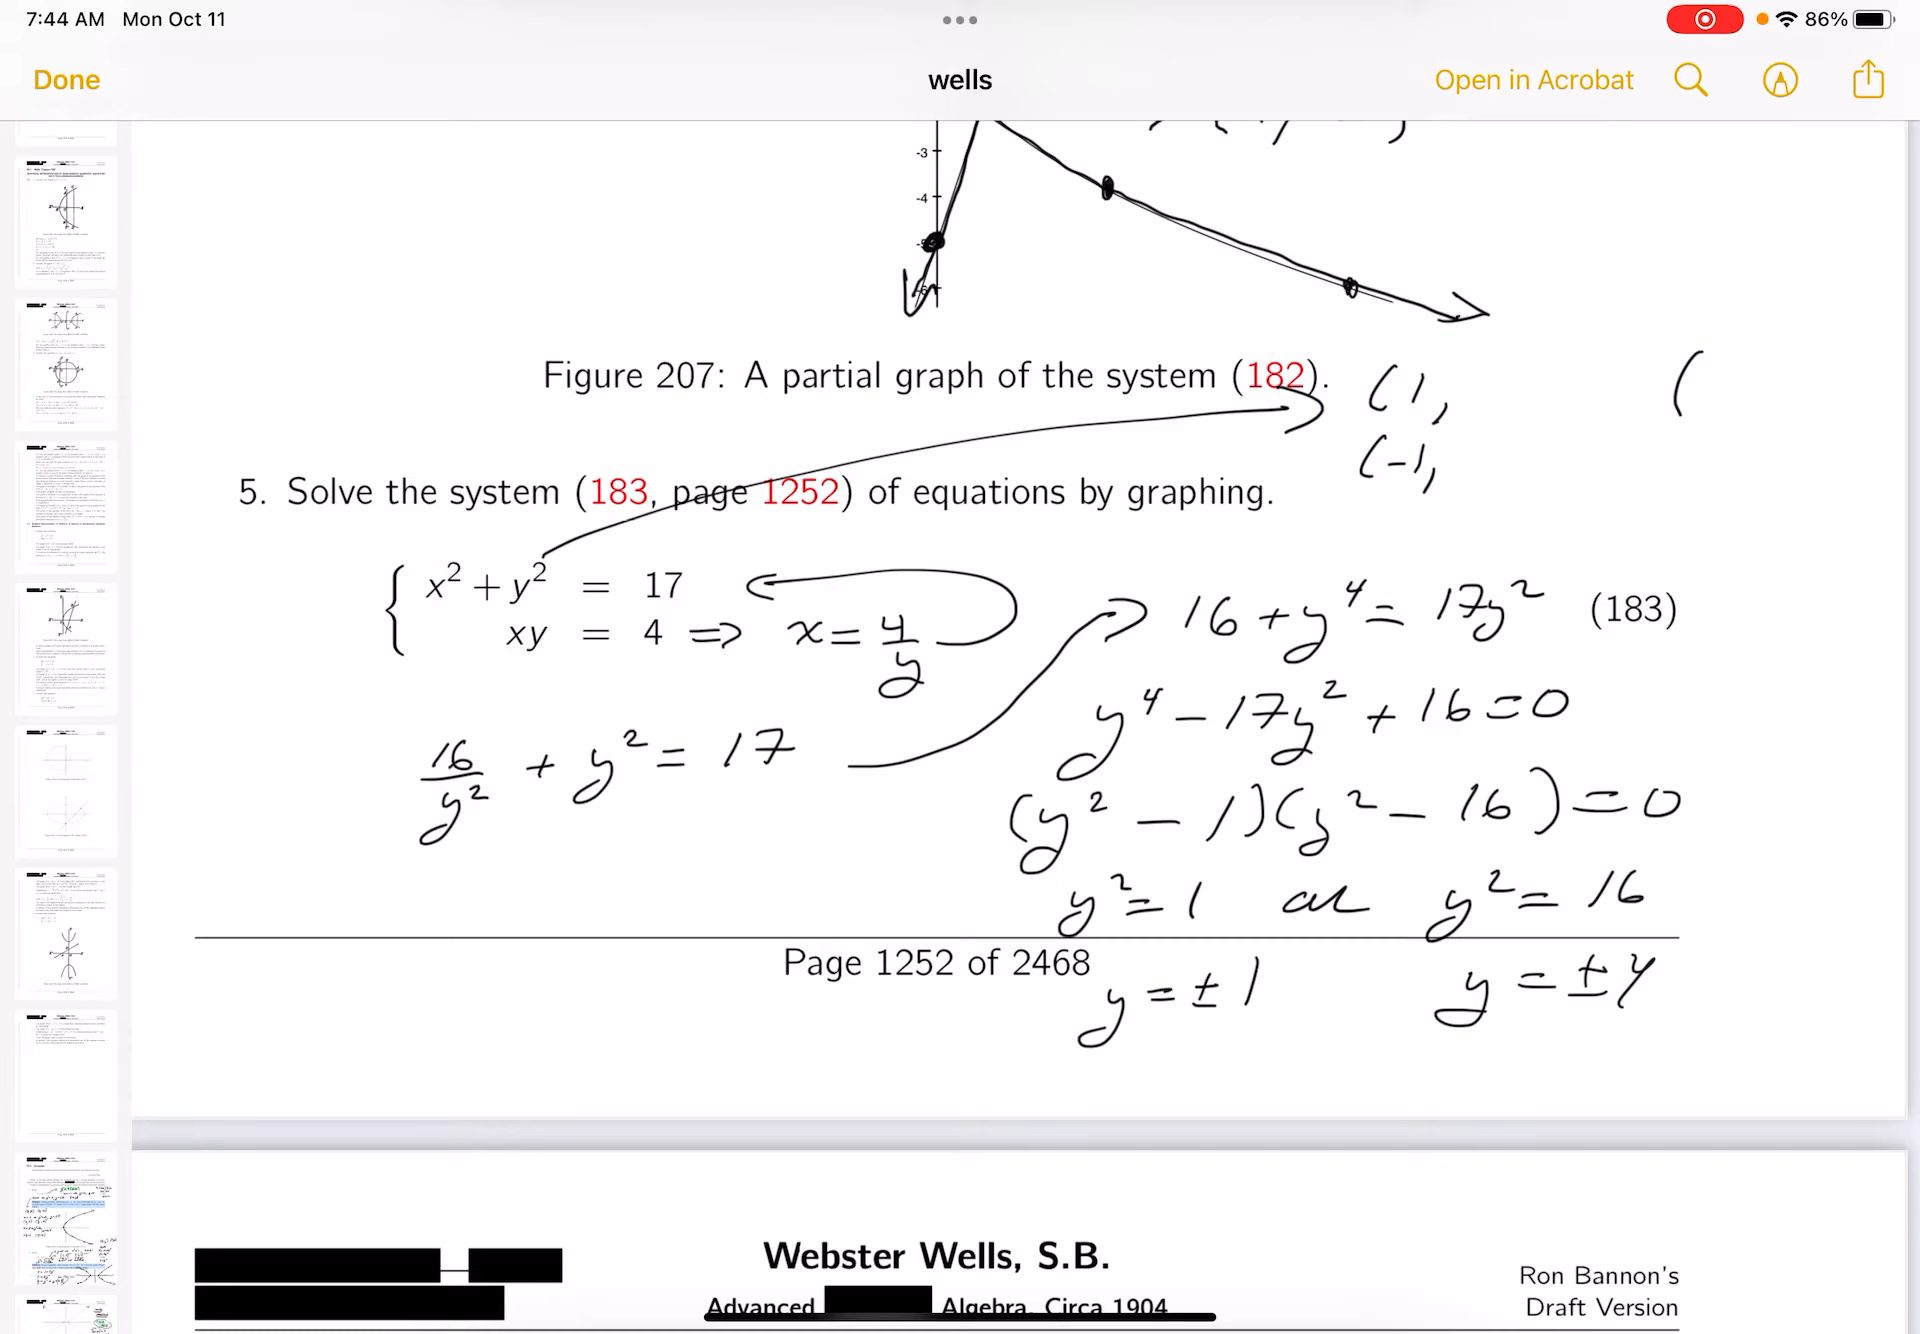 7:44 AM Mon Oct 11
86%
Done
wells
Open in Acrobat
-3
-4
Figure 207: A partial graph of the system (182).
(1,
(
(-1,
5. Solve the system (183, page 1252) of equations by graphing.
x² + y² = 17
xy = 4 ⇒ x = 4/y
16 + y⁴ = 17y² (183)
y⁴ - 17y² + 16 = 0
16/y² + y² = 17
(y² - 1)(y² - 16) = 0
y² = 1 or y² = 16
Page 1252 of 2468
y = ± 1 y = ± 4
Webster Wells, S.B.
Advanced Algebra, Circa 1904
Ron Bannon's
Draft Version